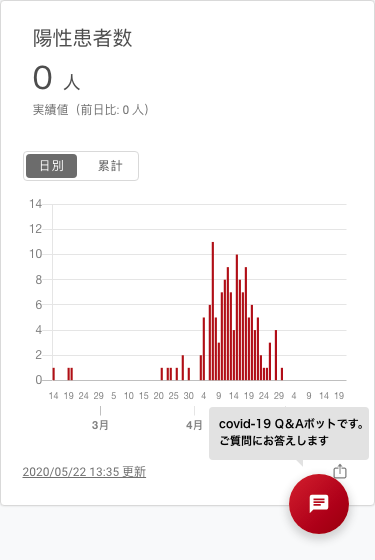 陽性患者数
0 人
実績値（前日比: 0 人）
日別 累計
14
12
10
8
6
4
2
0
14 19 24 29 5 10 15 20 25 30 4 9 14 19 24 29 4 9 14 19
3月 4月
covid-19 Q&Aボットです。
ご質問にお答えします
2020/05/22 13:35 更新